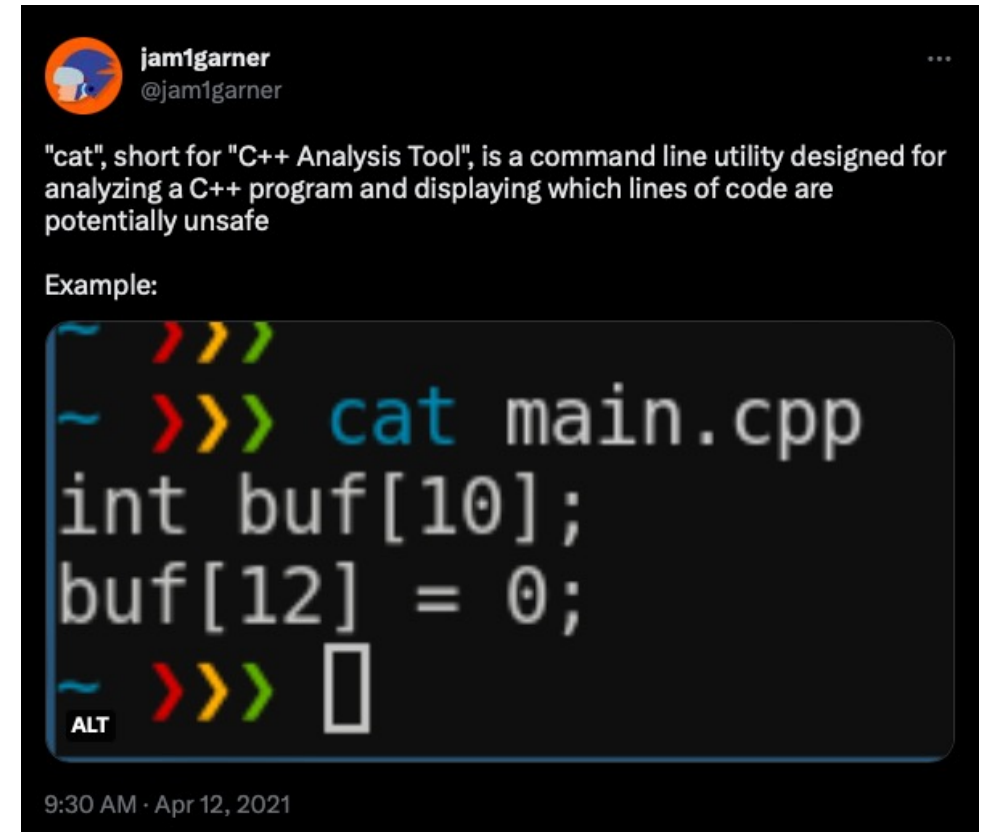 jam1garner
@jam1garner
"cat", short for "C++ Analysis Tool", is a command line utility designed for
analyzing a C++ program and displaying which lines of code are
potentially unsafe
Example:
~ ❯❯❯
~ ❯❯❯ cat main.cpp
int buf[10];
buf[12] = 0;
~ ❯❯❯
ALT
9:30 AM · Apr 12, 2021